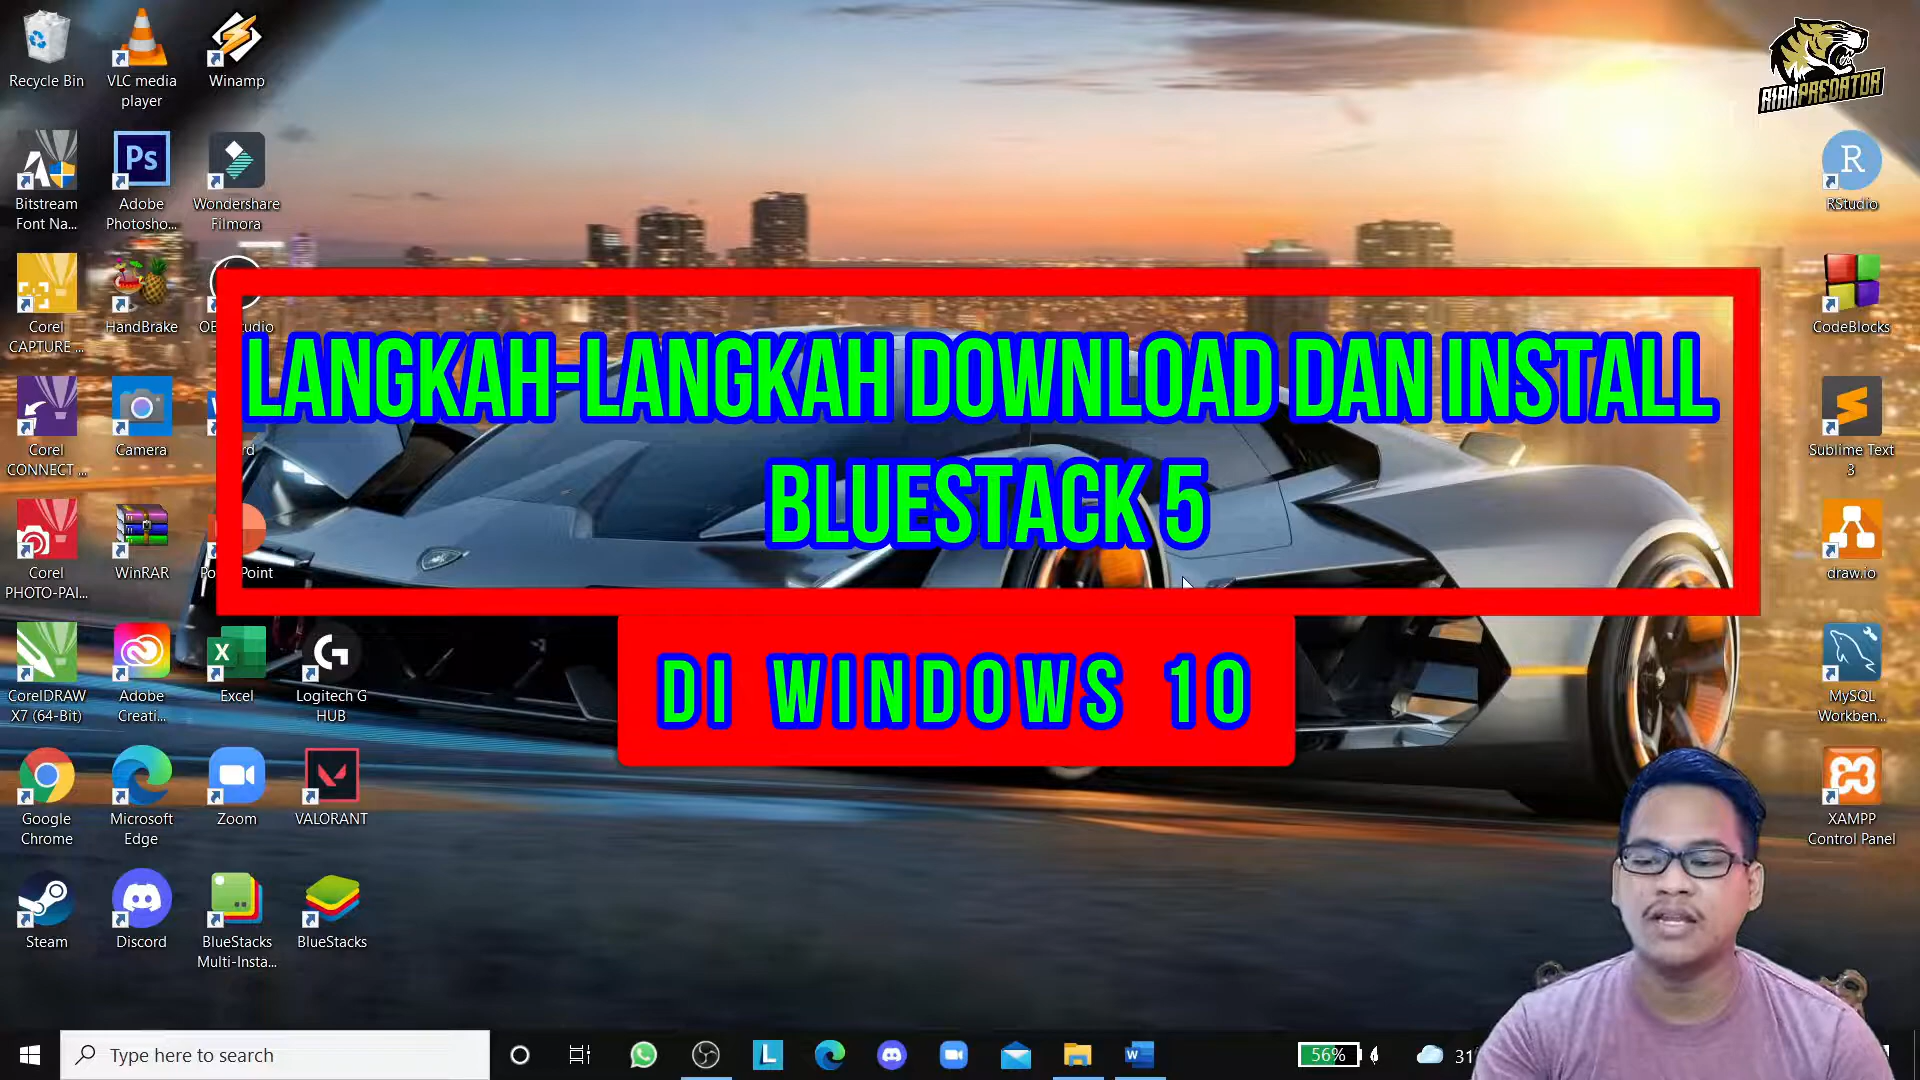 Recycle Bin
VLC media
player
Winamp
RIANPREDATOR
Bitstream
Font Na...
Ps
Adobe
Photosho...
Wondershare
Filmora
R
RStudio
Corel
CAPTURE ...
HandBrake
CodeBlocks
LANGKAH-LANGKAH DOWNLOAD DAN INSTALL
BLUESTACK 5
Corel
CONNECT ...
Camera
Sublime Text
3
Corel
PHOTO-PAI...
WinRAR
draw.io
DI WINDOWS 10
CorelDRAW
X7 (64-Bit)
Adobe
Creati...
X
Excel
Logitech G
HUB
MySQL
Workben...
Google
Chrome
Microsoft
Edge
Zoom
VALORANT
XAMPP
Control Panel
Steam
Discord
BlueStacks
Multi-Insta...
BlueStacks
Type here to search
L
W
56%
31